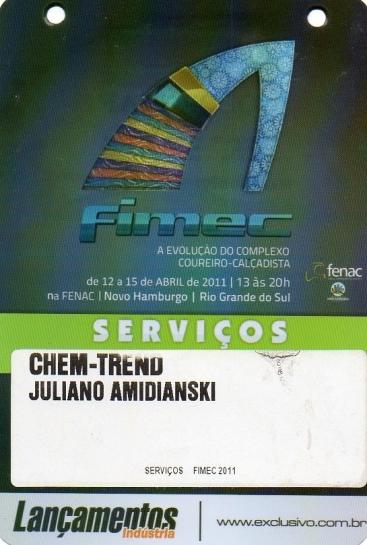 Fimec
A EVOLUÇÃO DO COMPLEXO
COUREIRO-CALÇADISTA
de 12 a 15 de ABRIL de 2011 | 13 às 20h
na FENAC | Novo Hamburgo | Rio Grande do Sul
fenac
SERVIÇOS
CHEM-TREND
JULIANO AMIDIANSKI
SERVIÇOS FIMEC 2011
Lançamentos
indústria
www.exclusivo.com.br